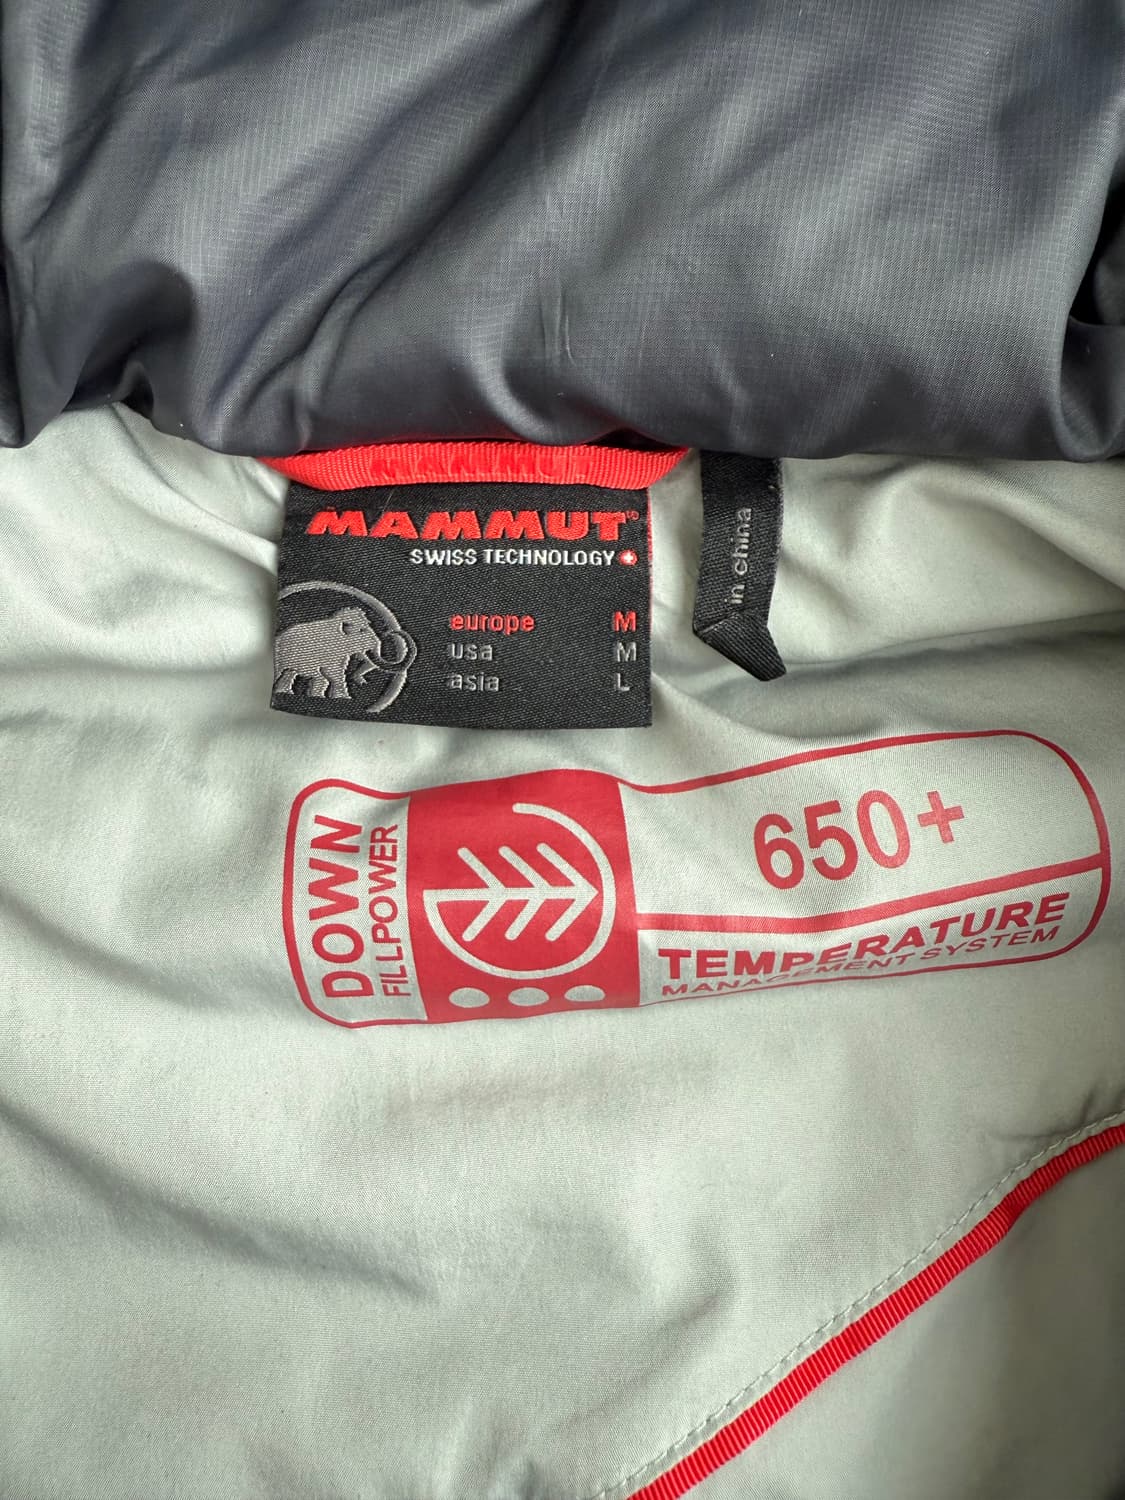 MAMMUT
MAMMUT
SWISS TECHNOLOGY
europe M
usa M
asia L
in china
DOWN
FILLPOWER
650+
TEMPERATURE
MANAGEMENT SYSTEM